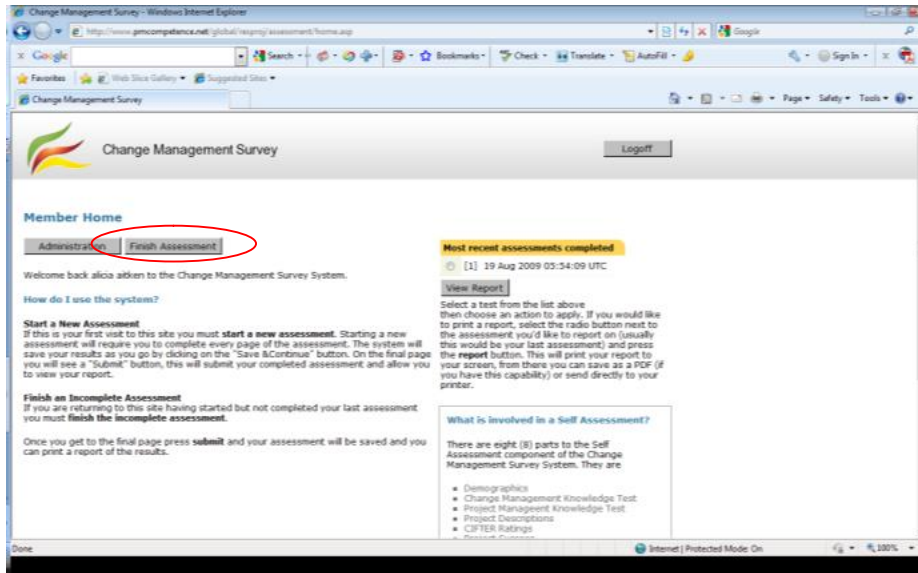 Change Management Survey - Windows Internet Explorer
http://www.pmcompetance.net/global/resproj/assessment/home.asp
Google
Google
Search
Bookmarks
Check
Translate
AutoFill
Sign In
Favorites
Web Slice Gallery
Suggested Sites
Change Management Survey
Page
Safety
Tools
Change Management Survey
Logoff
Member Home
Administration
Finish Assessment
Welcome back alicia aitken to the Change Management Survey System.
How do I use the system?
Start a New Assessment
If this is your first visit to this site you must start a new assessment. Starting a new
assessment will require you to complete every page of the assessment. The system will
save your results as you go by clicking on the "Save &Continue" button. On the final page
you will see a "Submit" button, this will submit your completed assessment and allow you
to view your report.
Finish an Incomplete Assessment
If you are returning to this site having started but not completed your last assessment
you must finish the incomplete assessment.
Once you get to the final page press submit and your assessment will be saved and you
can print a report of the results.
Most recent assessments completed
[1] 19 Aug 2009 05:54:09 UTC
View Report
Select a test from the list above
then choose an action to apply. If you would like
to print a report, select the radio button next to
the assessment you'd like to report on (usually
this would be your last assessment) and press
the report button. This will print your report to
your screen, from there you can save as a PDF (if
you have this capability) or send directly to your
printer.
What is involved in a Self Assessment?
There are eight (8) parts to the Self
Assessment component of the Change
Management Survey System. They are
Demographics
Change Management Knowledge Test
Project Manageent Knowledge Test
Project Descriptions
CIFTER Ratings
Done
Internet | Protected Mode: On
100%